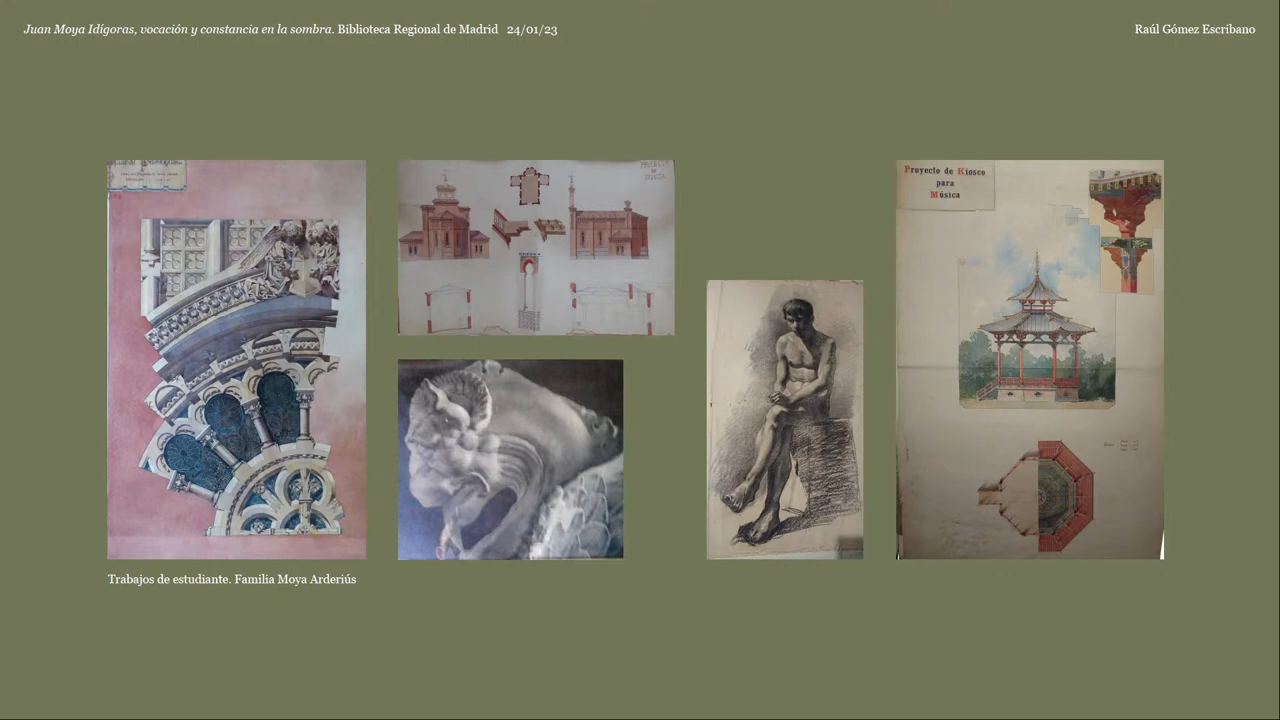 Juan Moya Idígoras, vocación y constancia en la sombra. Biblioteca Regional de Madrid 24/01/23
Raúl Gómez Escribano
Proyecto de Kiosco
para
Música
Trabajos de estudiante. Familia Moya Arderiús